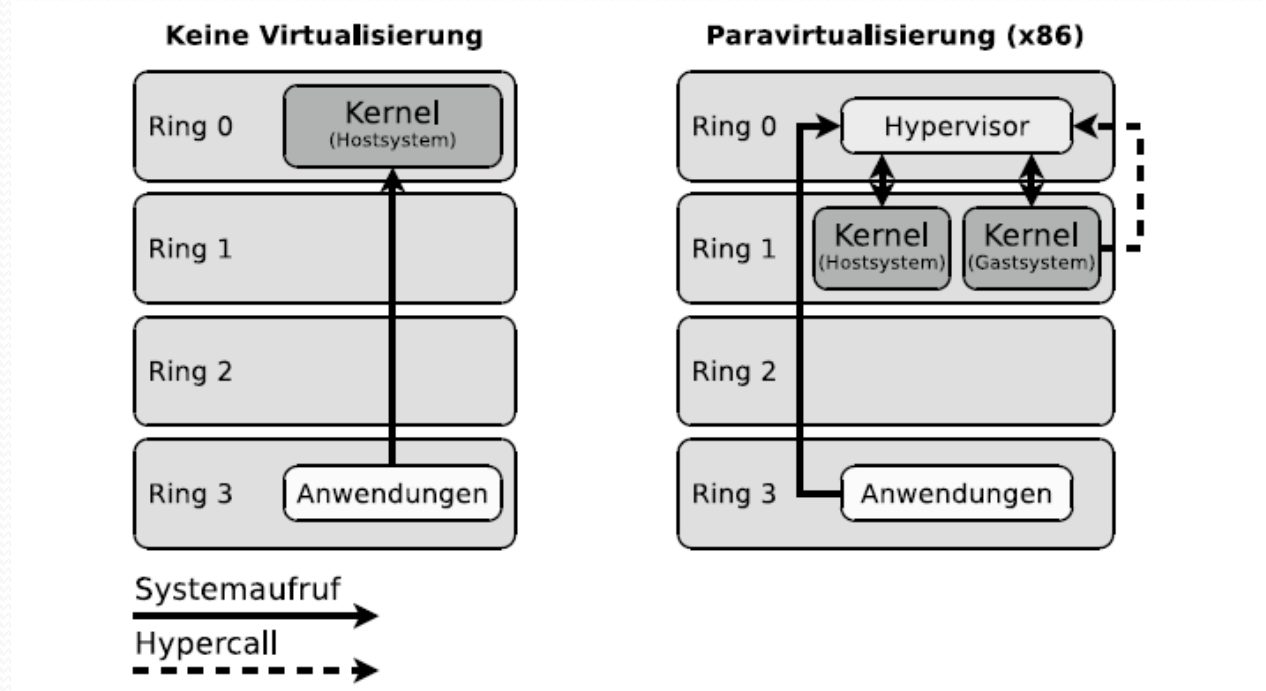 Keine Virtualisierung
Ring 0
Kernel
(Hostsystem)
Ring 1
Ring 2
Ring 3
Anwendungen
Systemaufruf
Hypercall
Paravirtualisierung (x86)
Ring 0
Hypervisor
Ring 1
Kernel
(Hostsystem)
Kernel
(Gastsystem)
Ring 2
Ring 3
Anwendungen